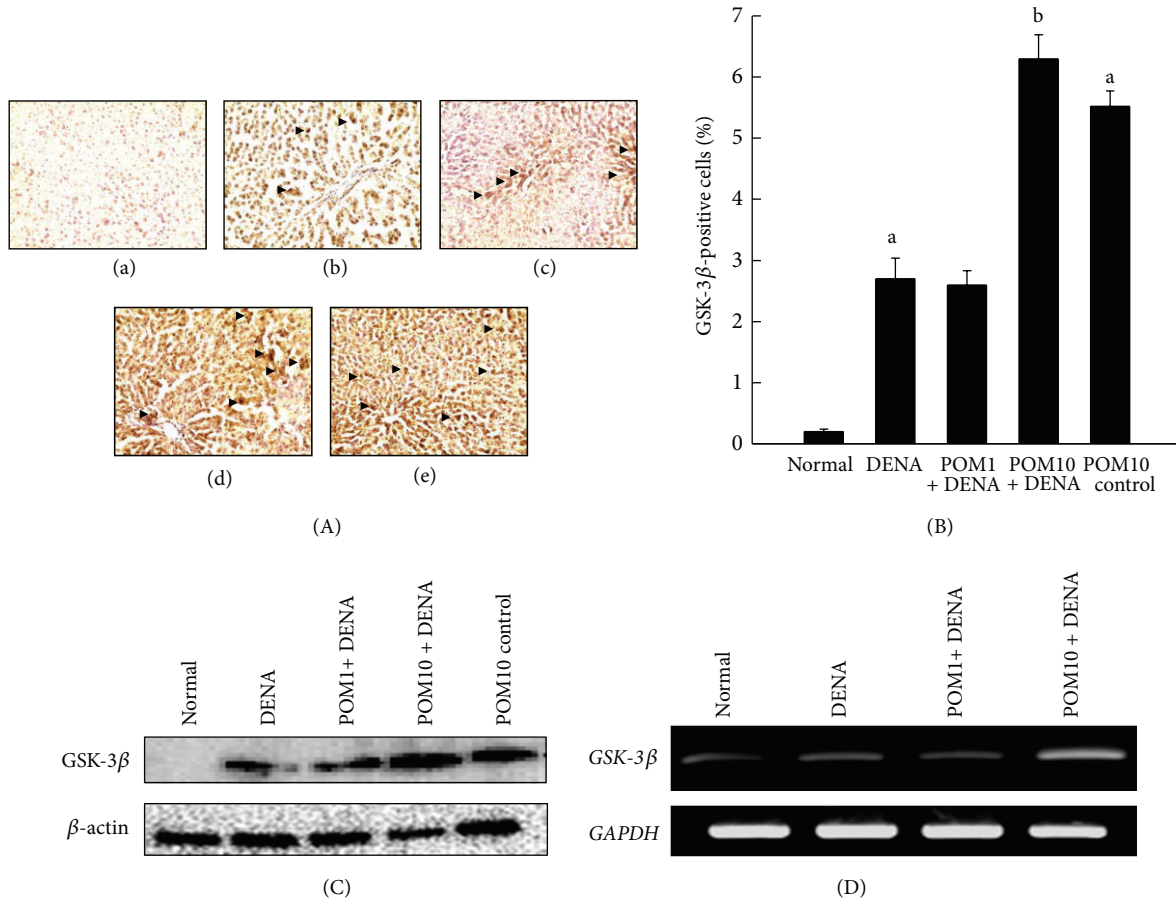 (a)
(b)
(c)
(d)
(e)
(A)
GSK-3β-positive cells (%)
7
6
5
4
3
2
1
0
a
b
a
Normal
DENA
POM1
+ DENA
POM10
+ DENA
POM10
control
(B)
Normal
DENA
POM1+ DENA
POM10 + DENA
POM10 control
GSK-3β
β-actin
(C)
Normal
DENA
POM1+ DENA
POM10 + DENA
GSK-3β
GAPDH
(D)